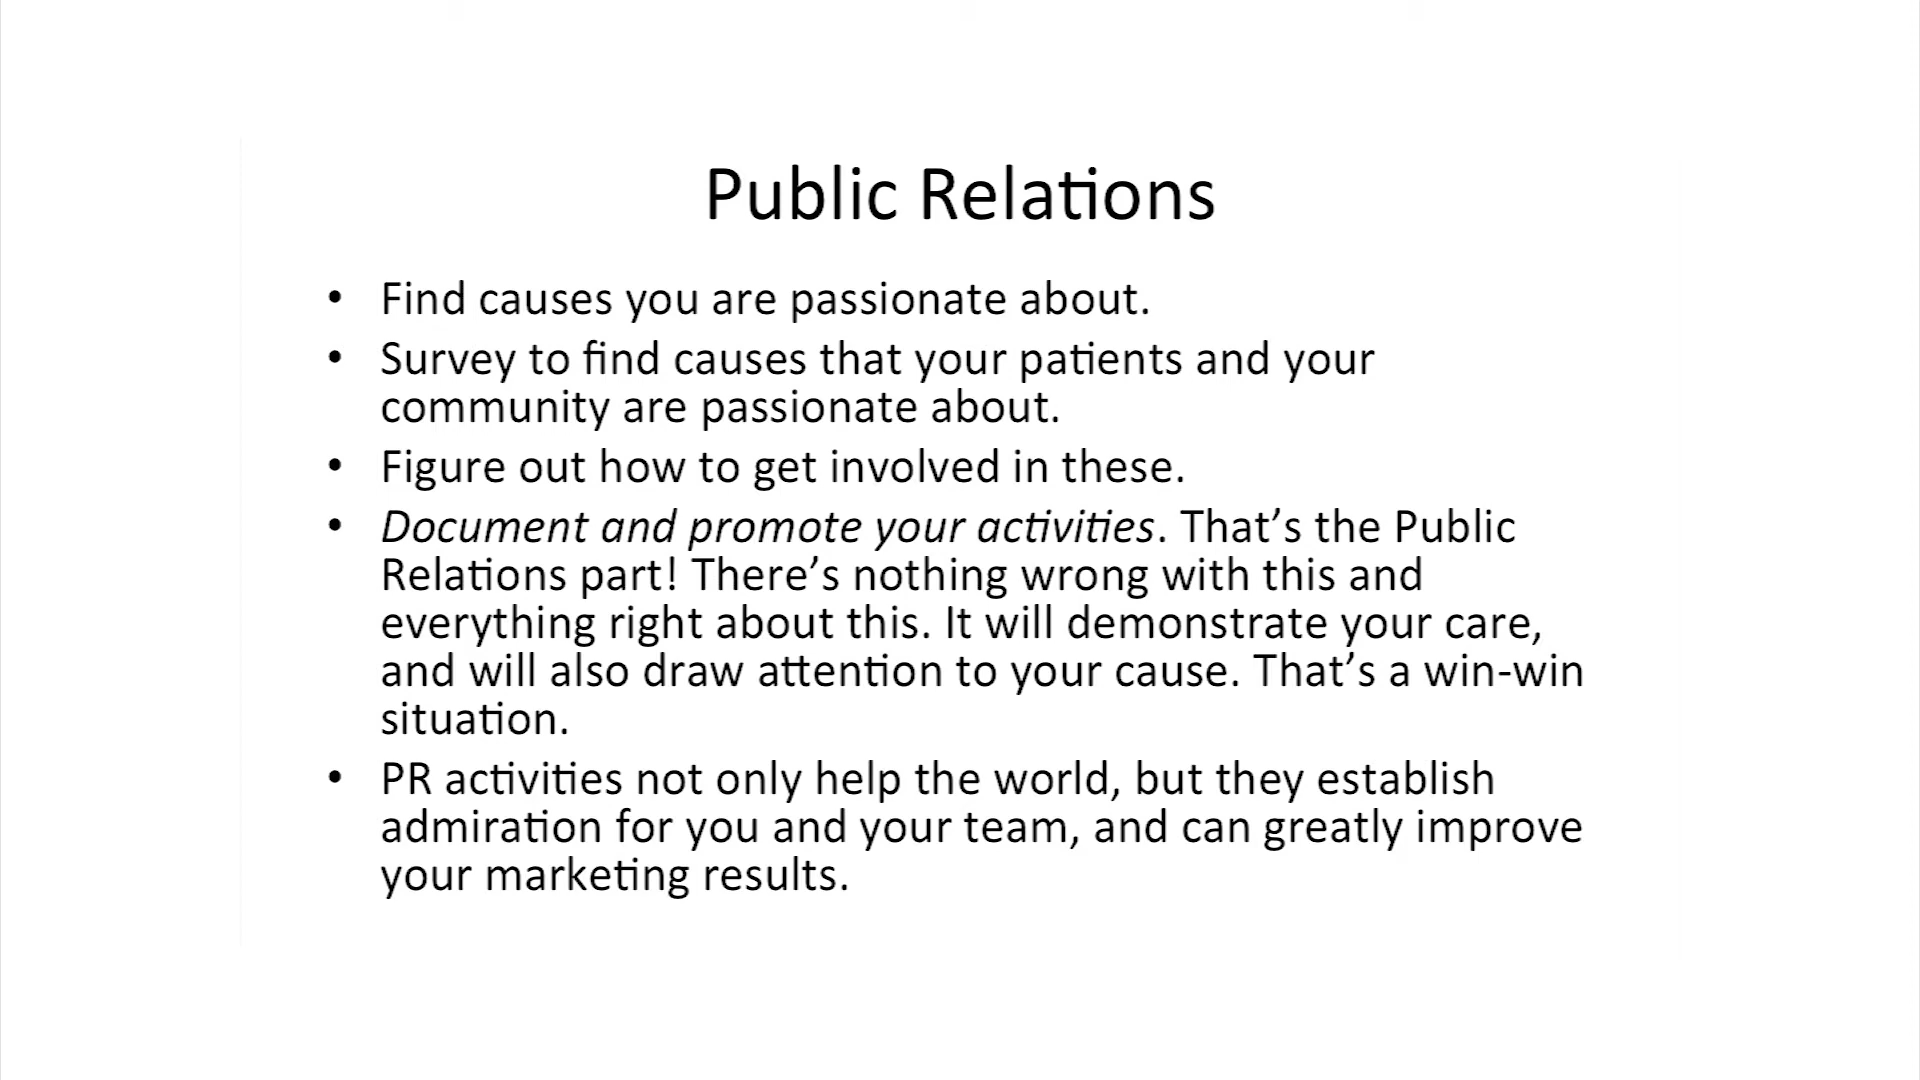 Public Relations
• Find causes you are passionate about.
• Survey to find causes that your patients and your
community are passionate about.
• Figure out how to get involved in these.
• Document and promote your activities. That’s the Public
Relations part! There’s nothing wrong with this and
everything right about this. It will demonstrate your care,
and will also draw attention to your cause. That’s a win-win
situation.
• PR activities not only help the world, but they establish
admiration for you and your team, and can greatly improve
your marketing results.